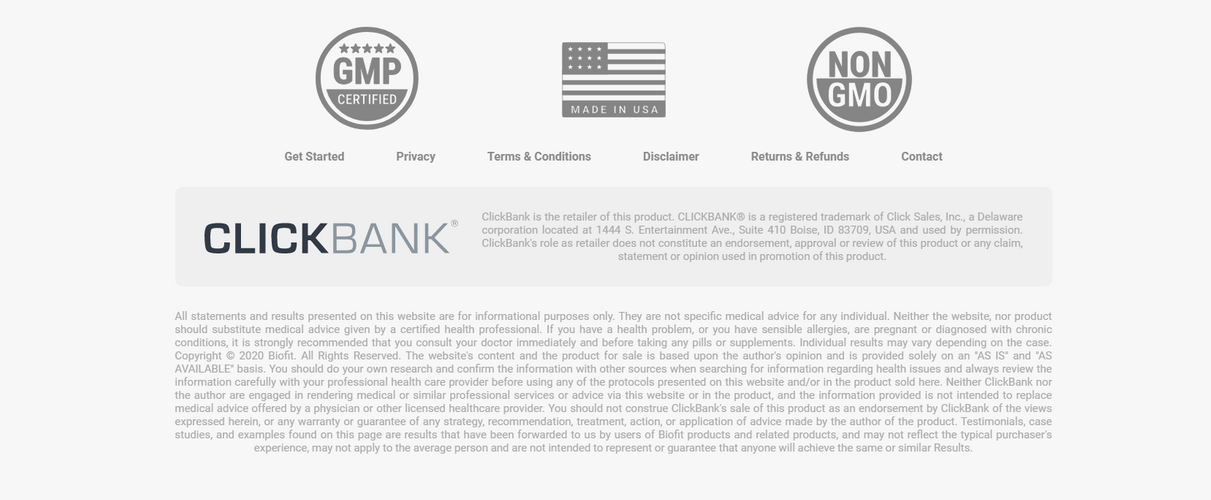 GMP
CERTIFIED
MADE IN USA
NON
GMO
Get Started Privacy Terms & Conditions Disclaimer Returns & Refunds Contact
CLICKBANK®
ClickBank is the retailer of this product. CLICKBANK® is a registered trademark of Click Sales, Inc., a Delaware
corporation located at 1444 S. Entertainment Ave., Suite 410 Boise, ID 83709, USA and used by permission.
ClickBank's role as retailer does not constitute an endorsement, approval or review of this product or any claim,
statement or opinion used in promotion of this product.
All statements and results presented on this website are for informational purposes only. They are not specific medical advice for any individual. Neither the website, nor product
should substitute medical advice given by a certified health professional. If you have a health problem, or you have sensible allergies, are pregnant or diagnosed with chronic
conditions, it is strongly recommended that you consult your doctor immediately and before taking any pills or supplements. Individual results may vary depending on the case.
Copyright © 2020 Biofit. All Rights Reserved. The website's content and the product for sale is based upon the author's opinion and is provided solely on an "AS IS" and "AS
AVAILABLE" basis. You should do your own research and confirm the information with other sources when searching for information regarding health issues and always review the
information carefully with your professional health care provider before using any of the protocols presented on this website and/or in the product sold here. Neither ClickBank nor
the author are engaged in rendering medical or similar professional services or advice via this website or in the product, and the information provided is not intended to replace
medical advice offered by a physician or other licensed healthcare provider. You should not construe ClickBank's sale of this product as an endorsement by ClickBank of the views
expressed herein, or any warranty or guarantee of any strategy, recommendation, treatment, action, or application of advice made by the author of the product. Testimonials, case
studies, and examples found on this page are results that have been forwarded to us by users of Biofit products and related products, and may not reflect the typical purchaser's
experience, may not apply to the average person and are not intended to represent or guarantee that anyone will achieve the same or similar Results.